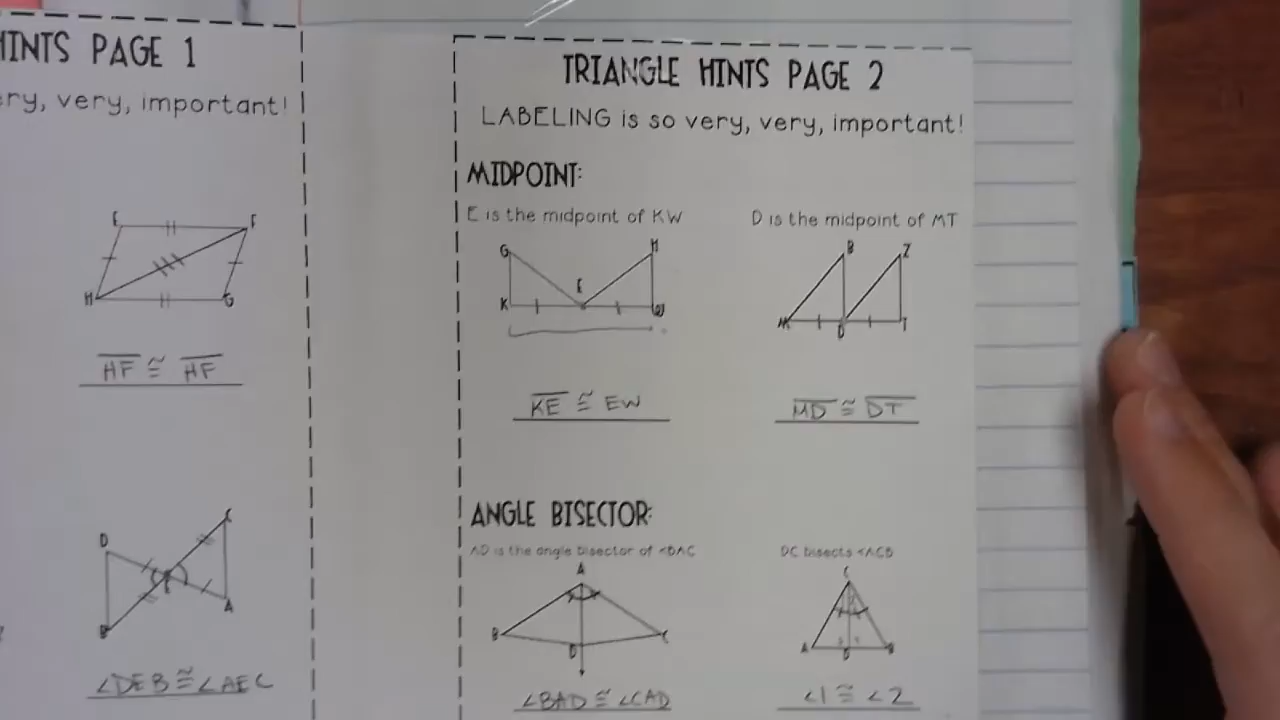 HINTS PAGE 1
very, very, important!
E F
H G
HF ≅ HF
D C
E
B A
∠DEB ≅ ∠AEC
TRIANGLE HINTS PAGE 2
LABELING is so very, very, important!
MIDPOINT:
E is the midpoint of KW
G H
E
K W
KE ≅ EW
D is the midpoint of MT
B Z
M D T
MD ≅ DT
ANGLE BISECTOR:
AD is the angle bisector of <BAC
A
B C
D
∠BAD ≅ ∠CAD
DC bisects <ACB
C
A D B
∠1 ≅ ∠2